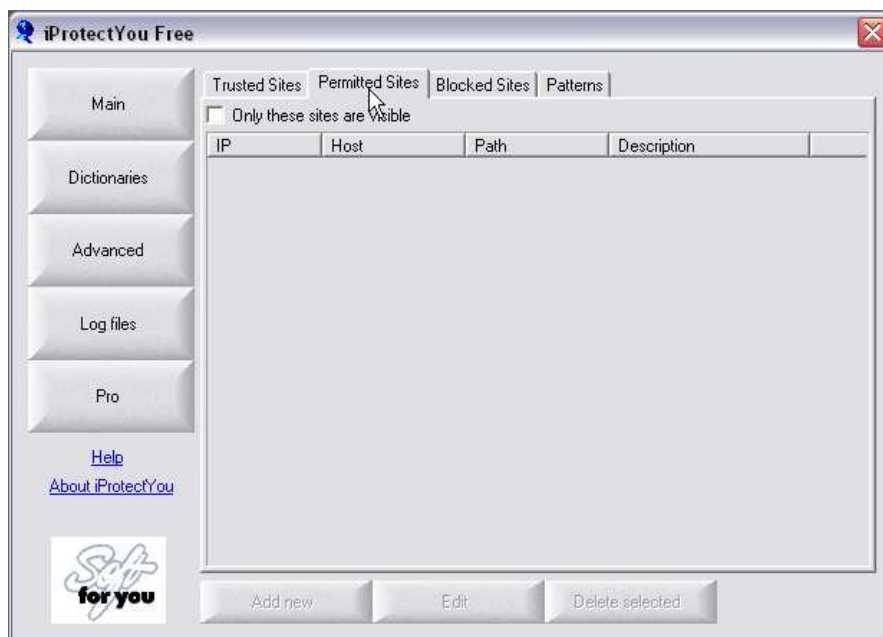 iProtectYou Free
Main
Dictionaries
Advanced
Log files
Pro
Help
About iProtectYou
Soft
for you
Trusted Sites Permitted Sites Blocked Sites Patterns
Only these sites are visible
IP Host Path Description
Add new Edit Delete selected